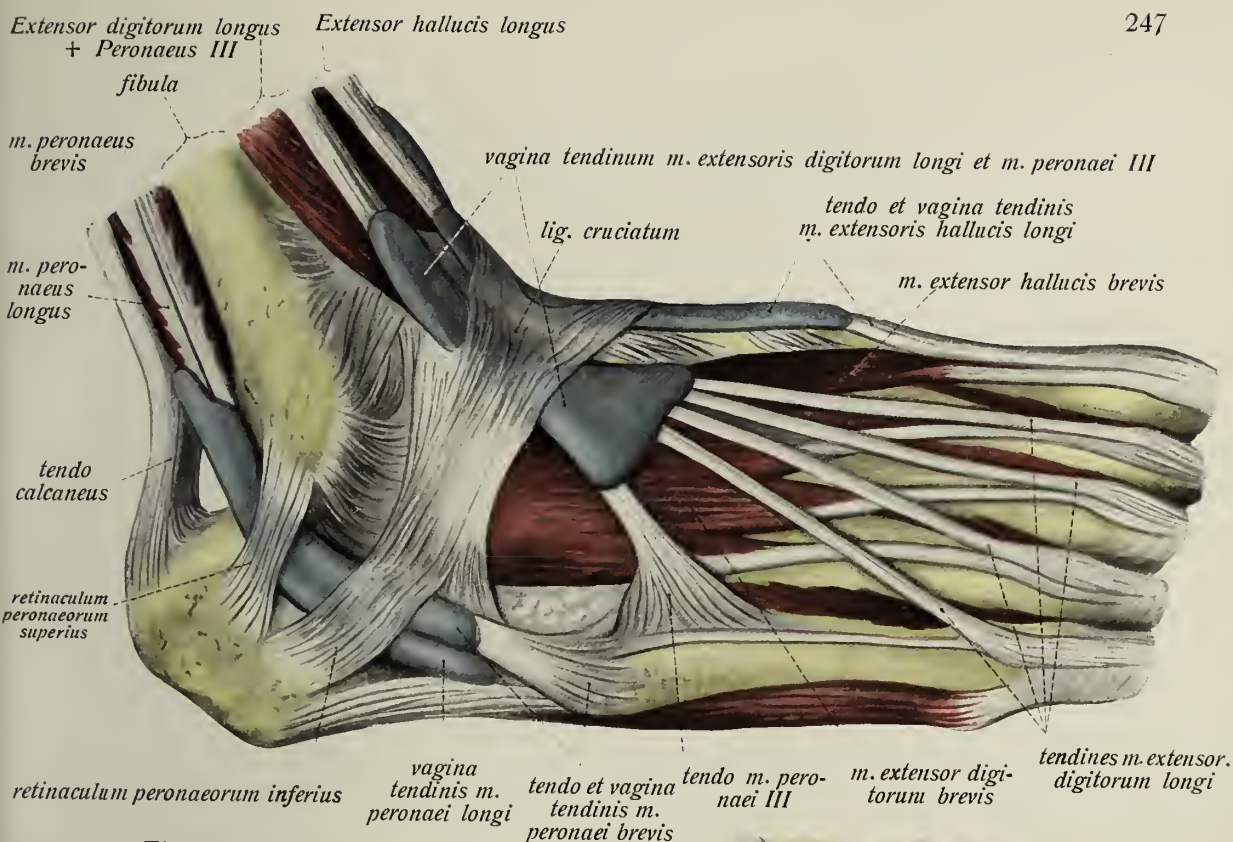 247
Extensor digitorum longus
+ Peronaeus III
Extensor hallucis longus
fibula
m. peronaeus
brevis
vagina tendinum m. extensoris digitorum longi et m. peronaei III
tendo et vagina tendinis
m. extensoris hallucis longi
lig. cruciatum
m. pero-
naeus
longus
m. extensor hallucis brevis
tendo
calcaneus
retinaculum
peronaeorum
superius
retinaculum peronaeorum inferius
vagina
tendinis m.
peronaei longi
tendo et vagina
tendinis m.
peronaei brevis
tendo m. pero-
naei III
m. extensor digi-
torum brevis
tendines m. extensor.
digitorum longi